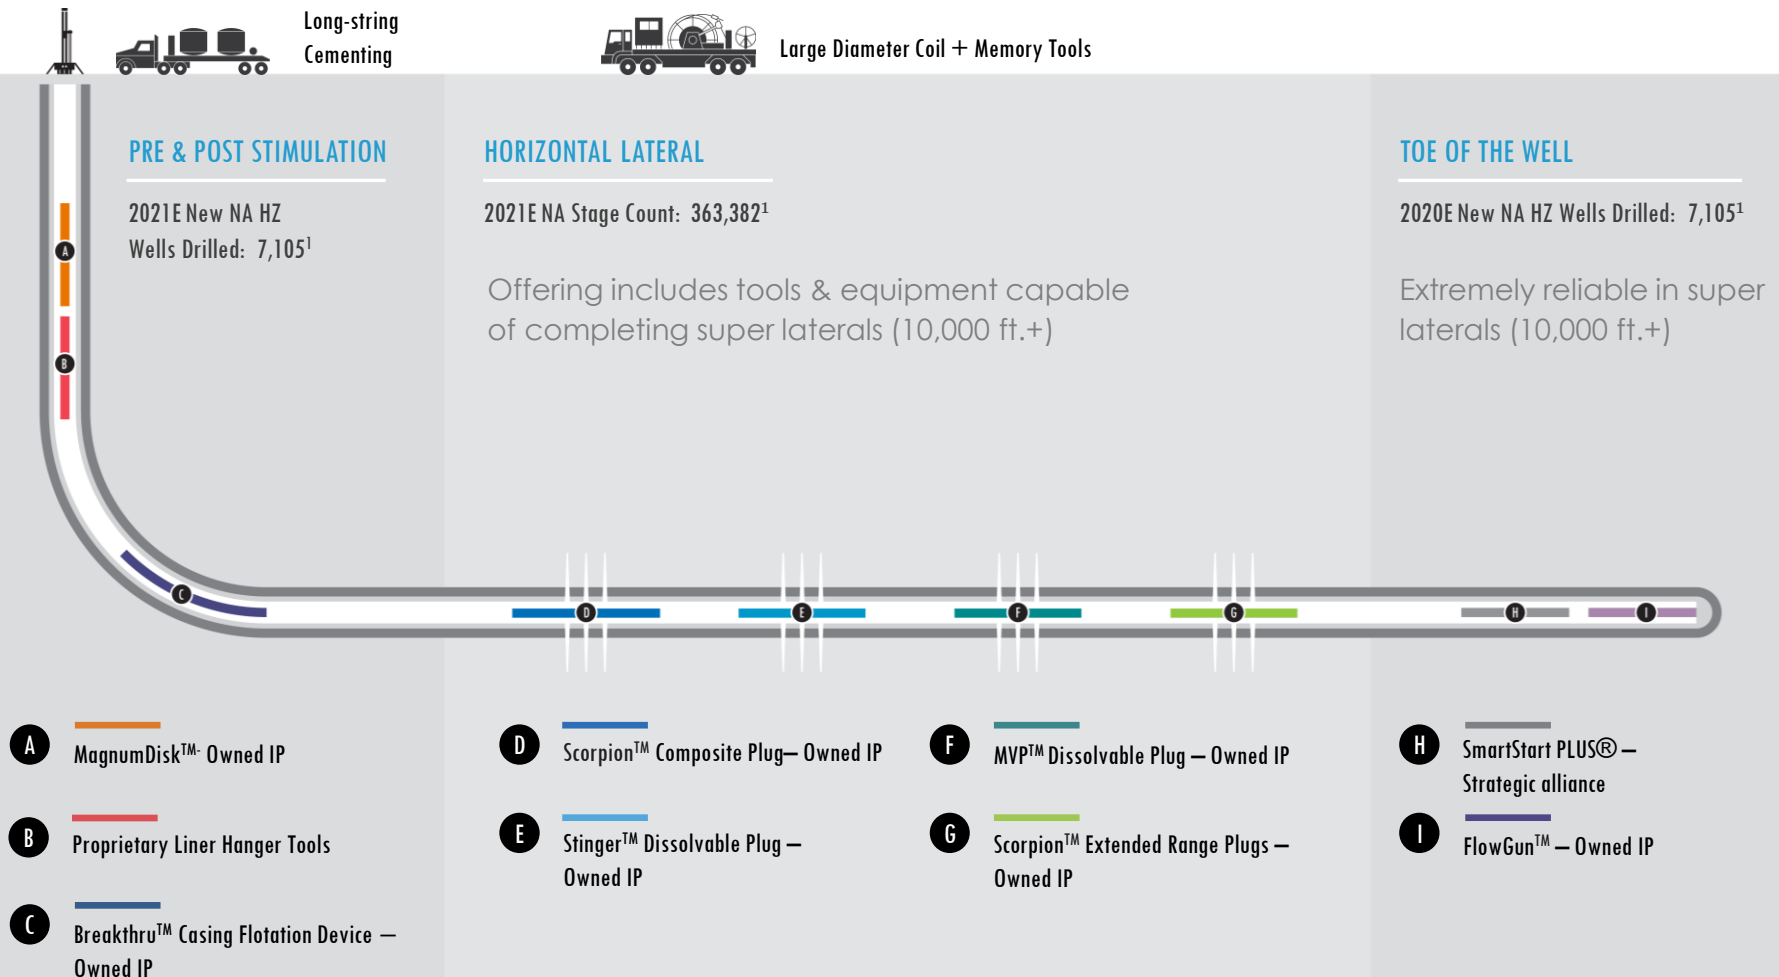 Long-string
Cementing
Large Diameter Coil + Memory Tools
PRE & POST STIMULATION
2021E New NA HZ
Wells Drilled: 7,105¹
HORIZONTAL LATERAL
2021E NA Stage Count: 363,382¹
Offering includes tools & equipment capable
of completing super laterals (10,000 ft.+)
TOE OF THE WELL
2020E New NA HZ Wells Drilled: 7,105¹
Extremely reliable in super
laterals (10,000 ft.+)
A
B
C
D
E
F
G
H
I
A
MagnumDisk™- Owned IP
B
Proprietary Liner Hanger Tools
C
Breakthru™ Casing Flotation Device –
Owned IP
D
Scorpion™ Composite Plug– Owned IP
E
Stinger™ Dissolvable Plug –
Owned IP
F
MVP™ Dissolvable Plug – Owned IP
G
Scorpion™ Extended Range Plugs –
Owned IP
H
SmartStart PLUS® –
Strategic alliance
I
FlowGun™ – Owned IP